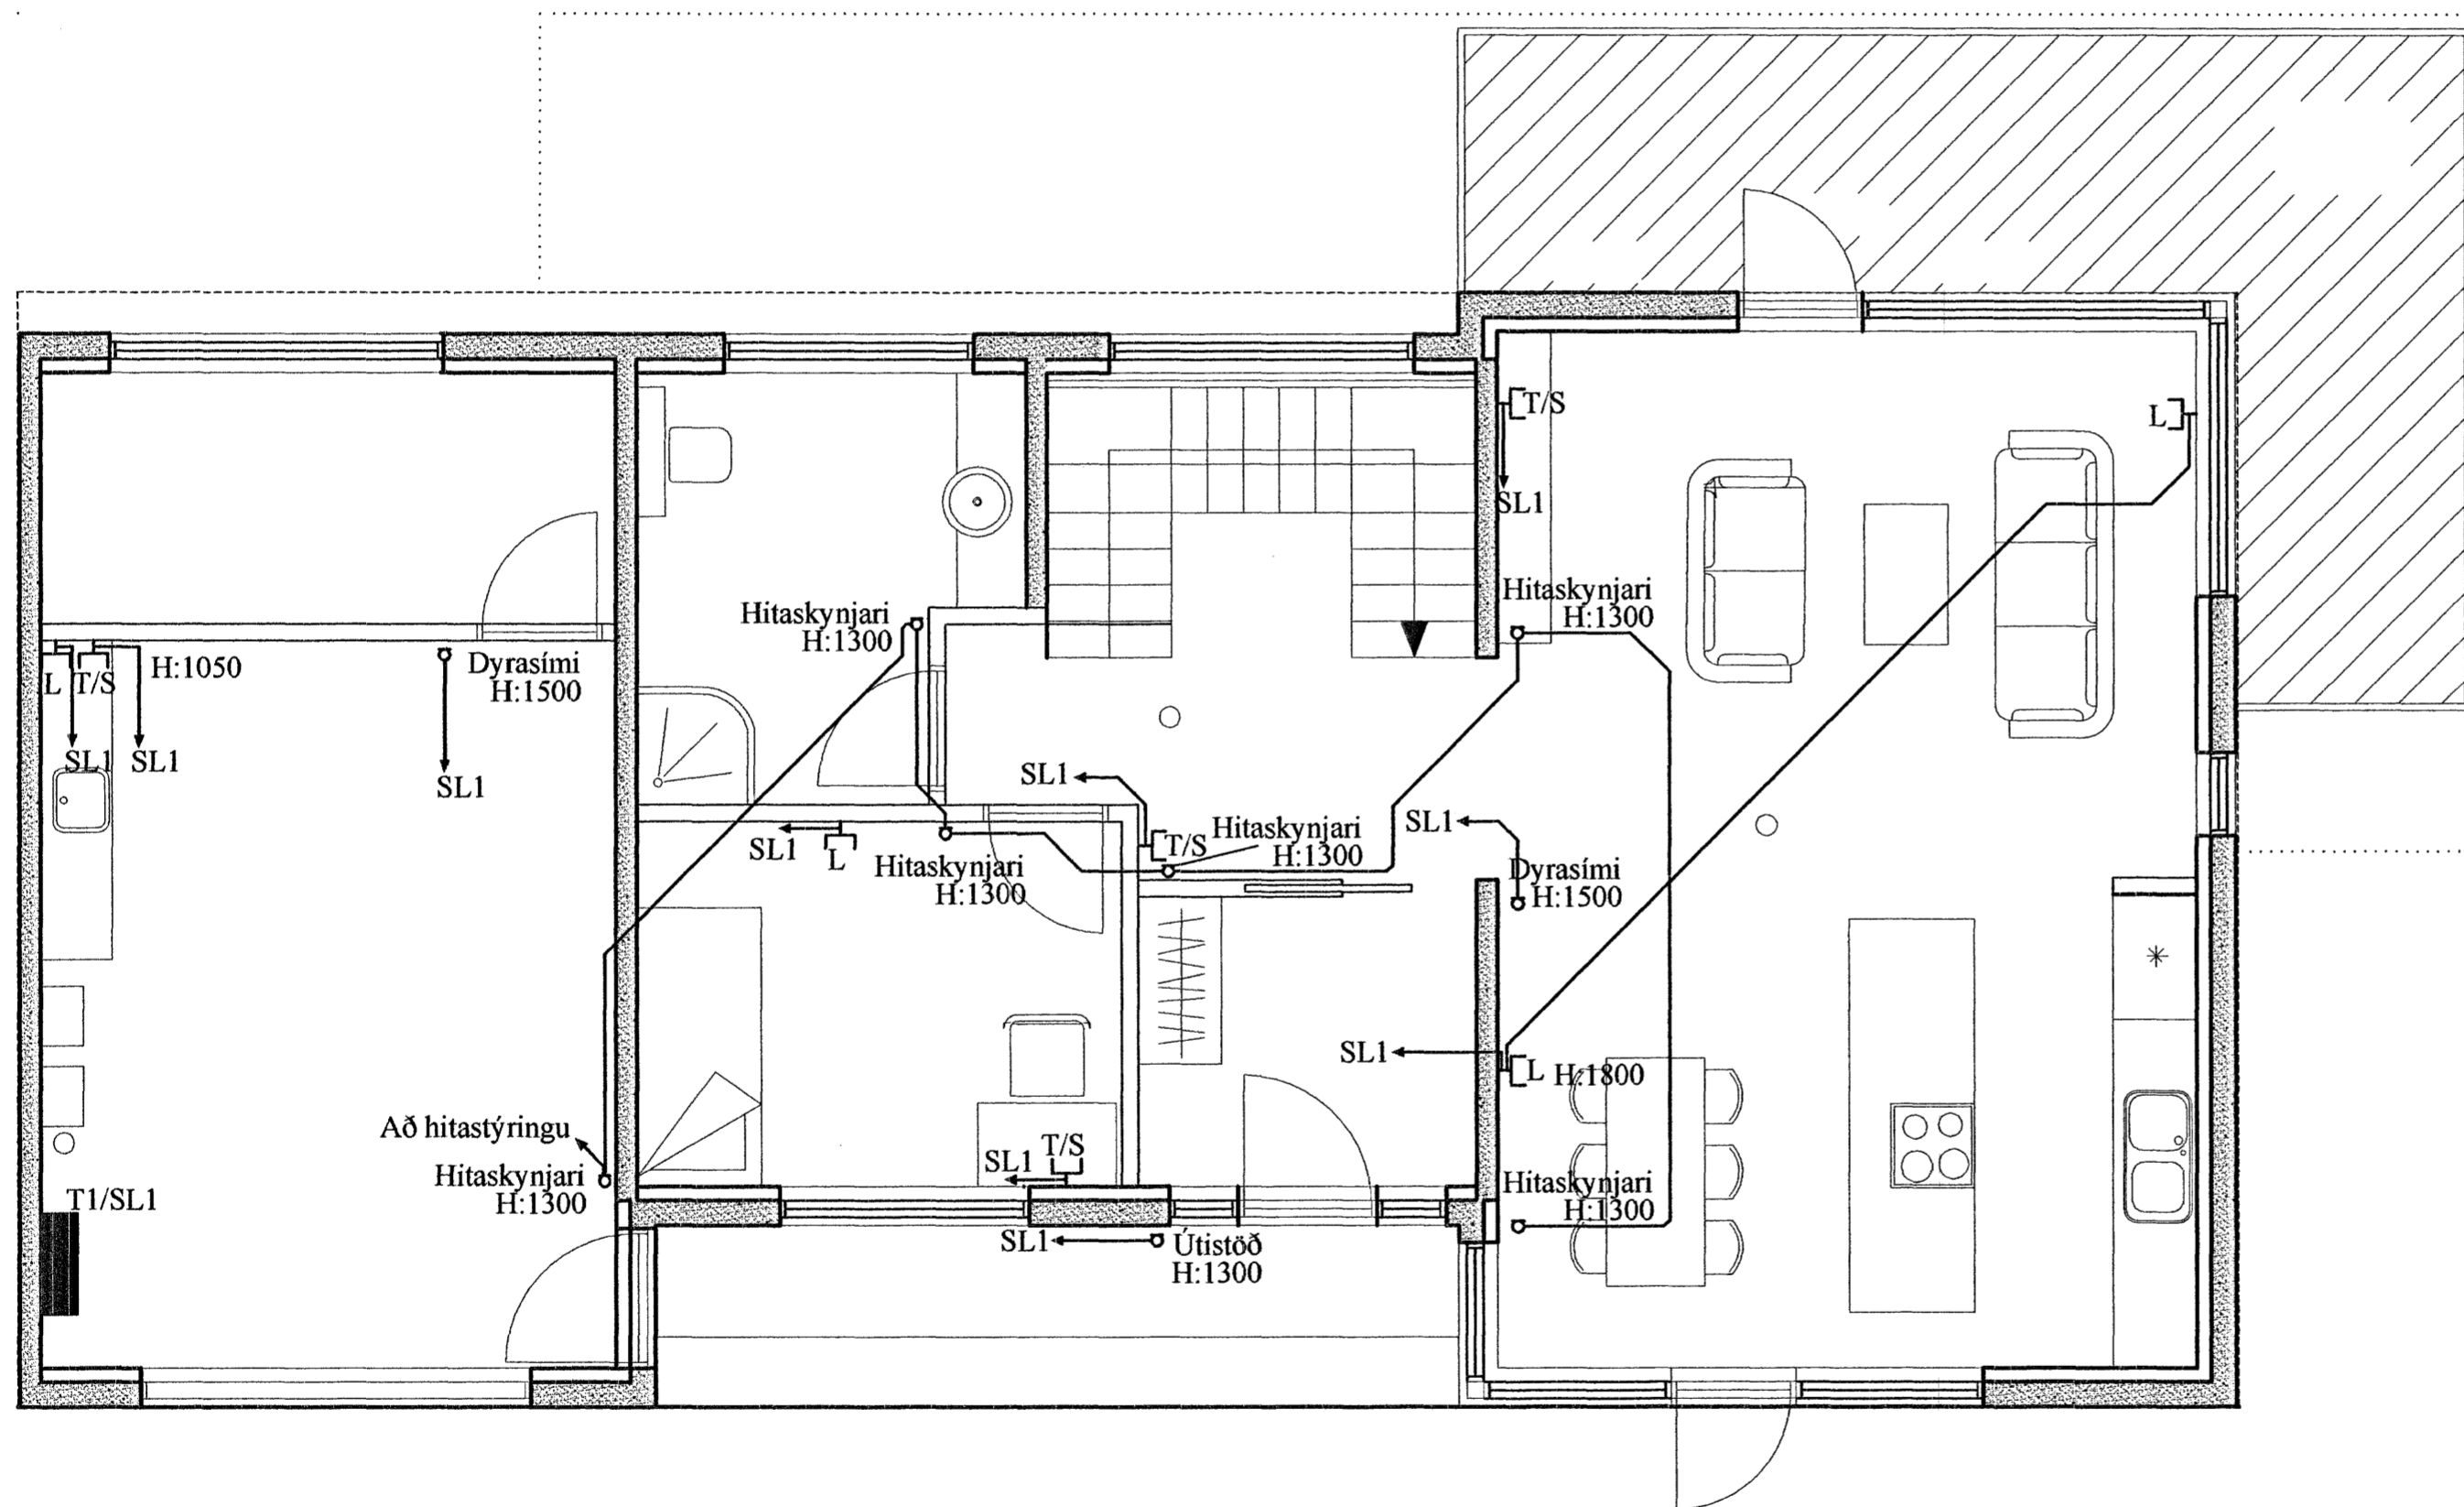 T/S
L
SL1
Hitaskynjari
H:1300
Hitaskynjari
H:1300
L
T/S
H:1050
Dyrasími
H:1500
SL1
SL1
SL1
SL1
T/S
Hitaskynjari
H:1300
SL1
SL1
L
Hitaskynjari
H:1300
Dyrasími
H:1500
SL1
L
H:1800
Að hitastýringu
Hitaskynjari
H:1300
T/S
SL1
Hitaskynjari
H:1300
T1/SL1
SL1
Útistöð
H:1300